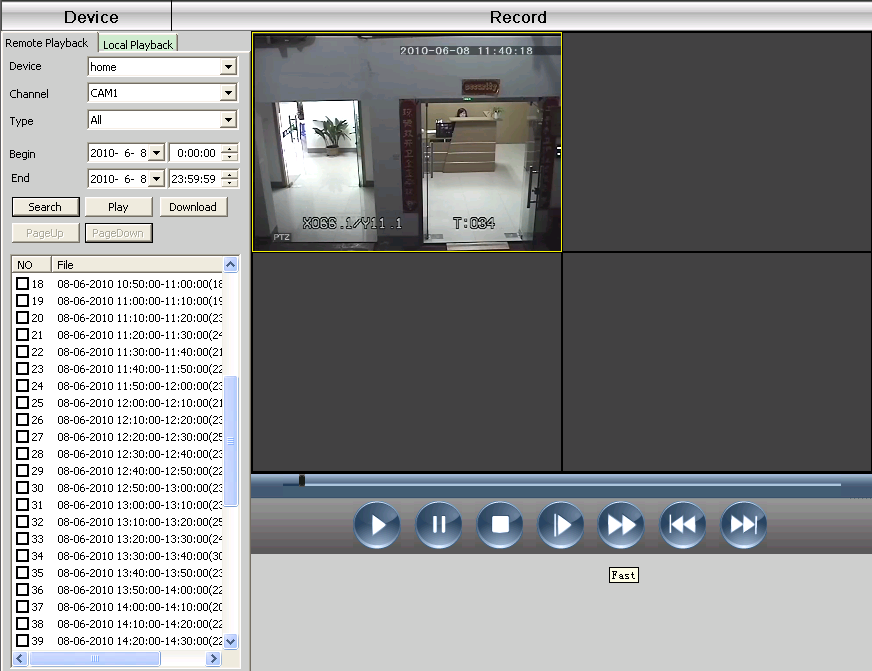 Device
Record
Remote Playback
Local Playback
Device
home
Channel
CAM1
Type
All
Begin
2010- 6- 8
0:00:00
End
2010- 6- 8
23:59:59
Search
Play
Download
PageUp
PageDown
NO
File
18 08-06-2010 10:50:00-11:00:00(18
19 08-06-2010 11:00:00-11:10:00(19
20 08-06-2010 11:10:00-11:20:00(23
21 08-06-2010 11:20:00-11:30:00(24
22 08-06-2010 11:30:00-11:40:00(21
23 08-06-2010 11:40:00-11:50:00(22
24 08-06-2010 11:50:00-12:00:00(23
25 08-06-2010 12:00:00-12:10:00(21
26 08-06-2010 12:10:00-12:20:00(23
27 08-06-2010 12:20:00-12:30:00(25
28 08-06-2010 12:30:00-12:40:00(23
29 08-06-2010 12:40:00-12:50:00(22
30 08-06-2010 12:50:00-13:00:00(23
31 08-06-2010 13:00:00-13:10:00(23
32 08-06-2010 13:10:00-13:20:00(25
33 08-06-2010 13:20:00-13:30:00(24
34 08-06-2010 13:30:00-13:40:00(30
35 08-06-2010 13:40:00-13:50:00(23
36 08-06-2010 13:50:00-14:00:00(22
37 08-06-2010 14:00:00-14:10:00(20
38 08-06-2010 14:10:00-14:20:00(22
39 08-06-2010 14:20:00-14:30:00(22
2010-06-08 11:40:18
security
X066.1/Y11.1
T:034
PTZ
Fast